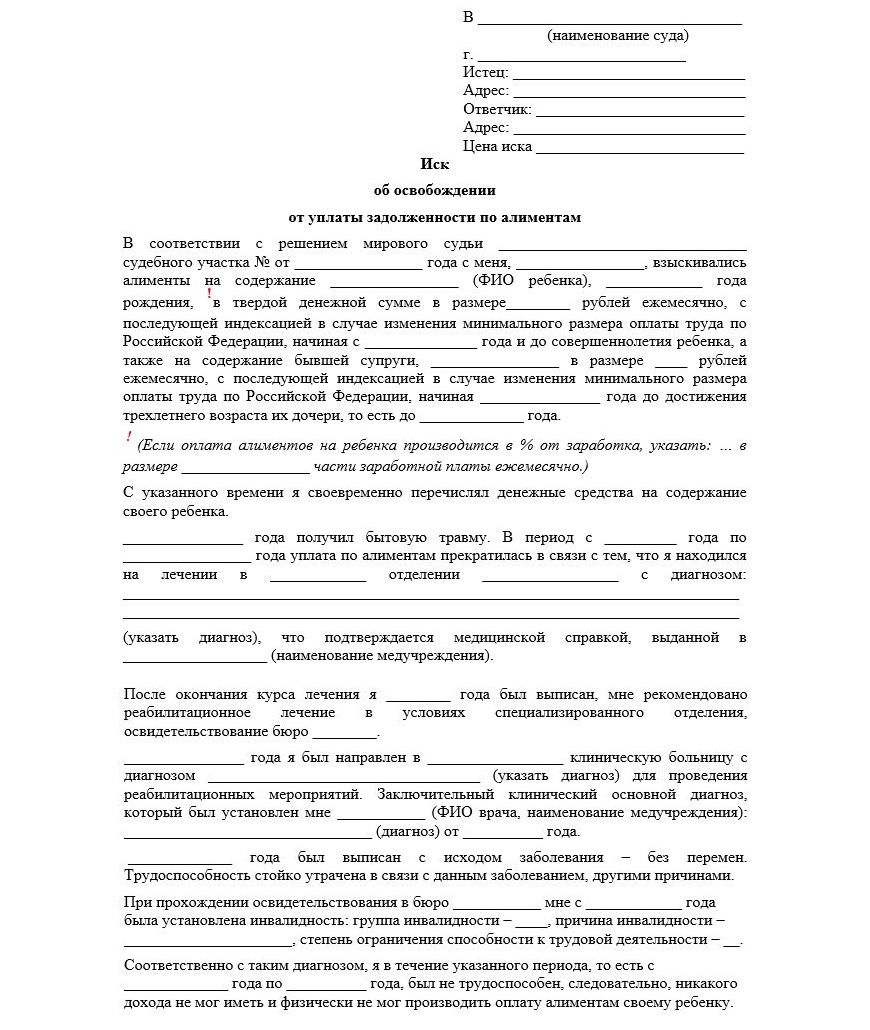 В ___________________________________
(наименование суда)
г. ___________________________
Истец: ______________________________
Адрес: ______________________________
Ответчик: ___________________________
Адрес: ______________________________
Цена иска ___________________________
Иск
об освобождении
от уплаты задолженности по алиментам
В соответствии с решением мирового судьи _______________________________
судебного участка № от ________________ года с меня, ________________, взыскивались
алименты на содержание ________________ (ФИО ребенка), ____________ года
рождения, !в твердой денежной сумме в размере________ рублей ежемесячно, с
последующей индексацией в случае изменения минимального размера оплаты труда по
Российской Федерации, начиная с ______________ года и до совершеннолетия ребенка, а
также на содержание бывшей супруги, ________________ в размере ____ рублей
ежемесячно, с последующей индексацией в случае изменения минимального размера
оплаты труда по Российской Федерации, начиная _______________ года до достижения
трехлетнего возраста их дочери, то есть до _____________ года.
! (Если оплата алиментов на ребенка производится в % от заработка, указать: … в
размере ________________ части заработной платы ежемесячно.)
С указанного времени я своевременно перечислял денежные средства на содержание
своего ребенка.
_______________ года получил бытовую травму. В период с _________ года по
________________ года уплата по алиментам прекратилась в связи с тем, что я находился
на лечении в ____________ отделении _________________ с диагнозом:
_____________________________________________________________________________
_____________________________________________________________________________
(указать диагноз), что подтверждается медицинской справкой, выданной в
__________________ (наименование медучреждения).
После окончания курса лечения я ________ года был выписан, мне рекомендовано
реабилитационное лечение в условиях специализированного отделения,
освидетельствование бюро ________.
_______________ года я был направлен в _________________ клиническую больницу с
диагнозом __________________________________ (указать диагноз) для проведения
реабилитационных мероприятий. Заключительный клинический основной диагноз,
который был установлен мне ___________ (ФИО врача, наименование медучреждения):
_______________________________ (диагноз) от __________ года.
_____________ года был выписан с исходом заболевания – без перемен.
Трудоспособность стойко утрачена в связи с данным заболеванием, другими причинами.
При прохождении освидетельствования в бюро ___________ мне с ____________ года
была установлена инвалидность: группа инвалидности – ____, причина инвалидности –
_____________________, степень ограничения способности к трудовой деятельности – __.
Соответственно с таким диагнозом, я в течение указанного периода, то есть с
_____________ года по __________ года, был не трудоспособен, следовательно, никакого
дохода не мог иметь и физически не мог производить оплату алиментам своему ребенку.